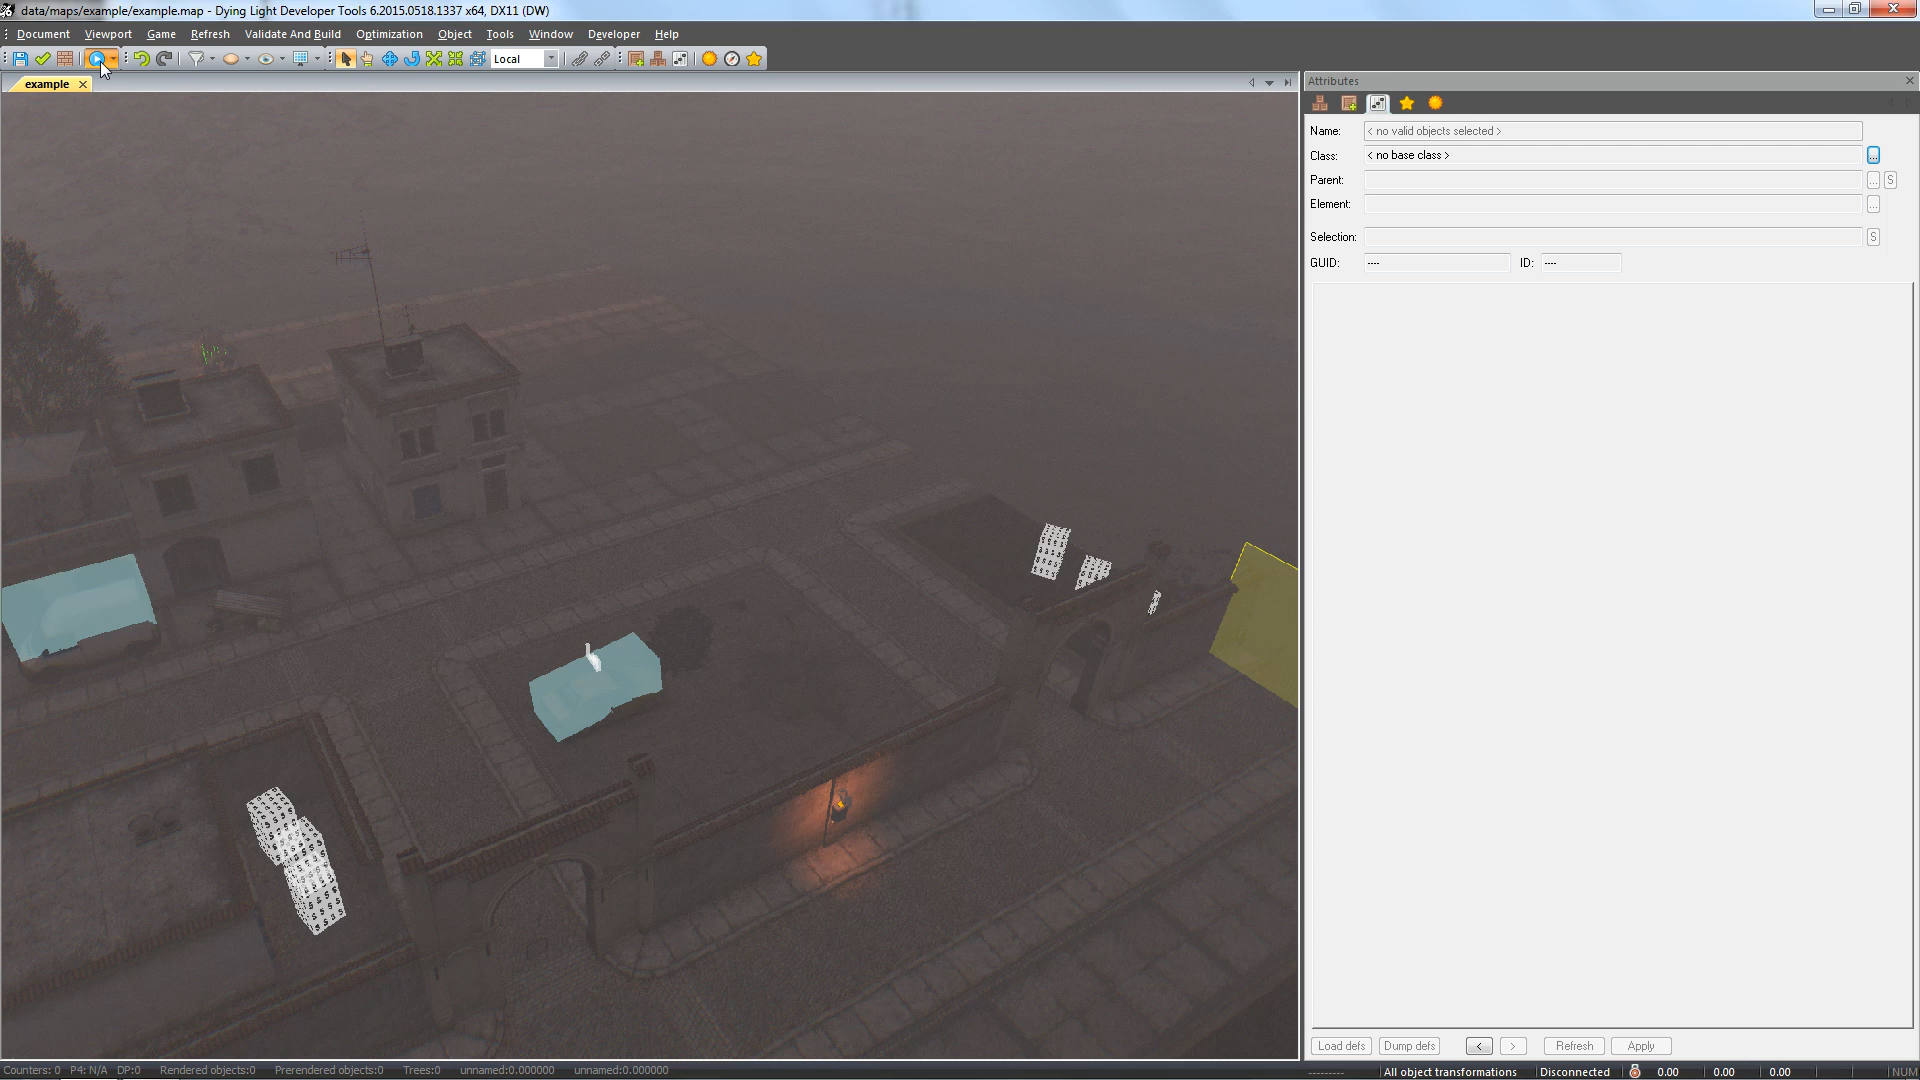 data/maps/example/example.map - Dying Light Developer Tools 6.2015.0518.1337 x64, DX11 (DW)
Document Viewport Game Refresh Validate And Build Optimization Object Tools Window Developer Help
Local
example
Attributes
Name: < no valid objects selected >
Class: < no base class > ...
Parent: ... S
Element: ...
Selection: S
GUID: ---- ID: ----
Load defs Dump defs < > Refresh Apply
Counters: 0 P4: N/A DP:0 Rendered objects:0 Prerendered objects:0 Trees:0 unnamed:0.000000 unnamed:0.000000 --------- All object transformations Disconnected 0.00 0.00 0.00 NUM